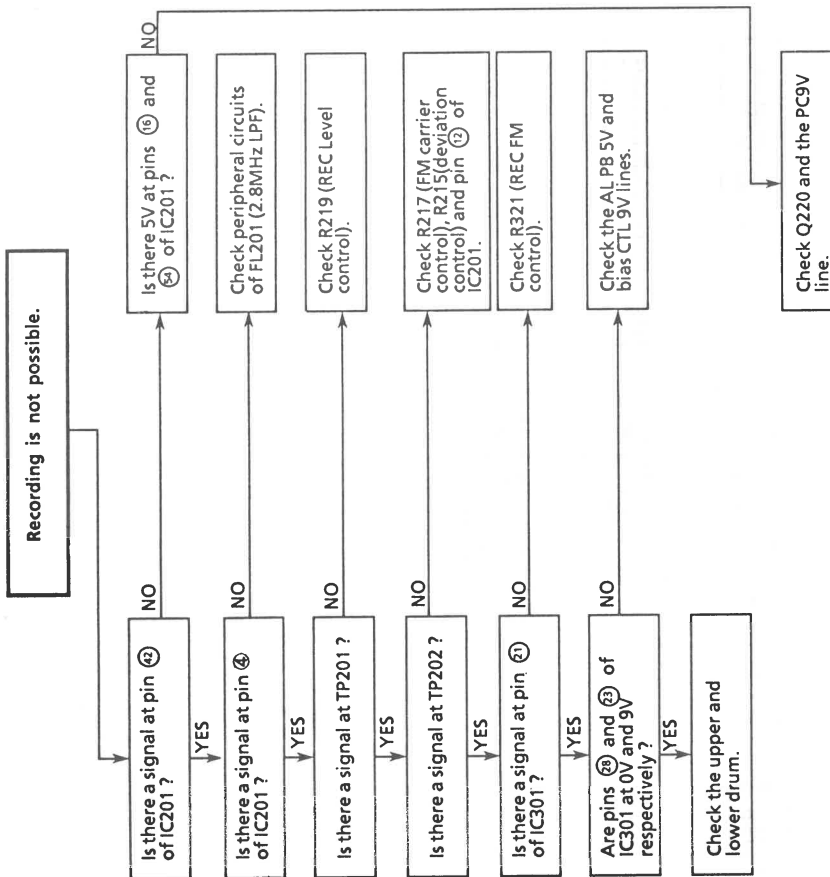 Recording is not possible.
Is there a signal at pin 42
of IC201 ?
NO
Is there 5V at pins 16 and
54 of IC201 ?
NO
YES
Is there a signal at pin 4
of IC201 ?
NO
Check peripheral circuits
of FL201 (2.8MHz LPF).
YES
Is there a signal at TP201 ?
NO
Check R219 (REC Level
control).
YES
Is there a signal at TP202 ?
NO
Check R217 (FM carrier
control), R215(deviation
control) and pin 12 of
IC201.
YES
Is there a signal at pin 21
of IC301 ?
NO
Check R321 (REC FM
control).
YES
Are pins 28 and 23 of
IC301 at 0V and 9V
respectively ?
NO
Check the AL PB 5V and
bias CTL 9V lines.
YES
Check the upper and
lower drum.
Check Q220 and the PC9V
line.